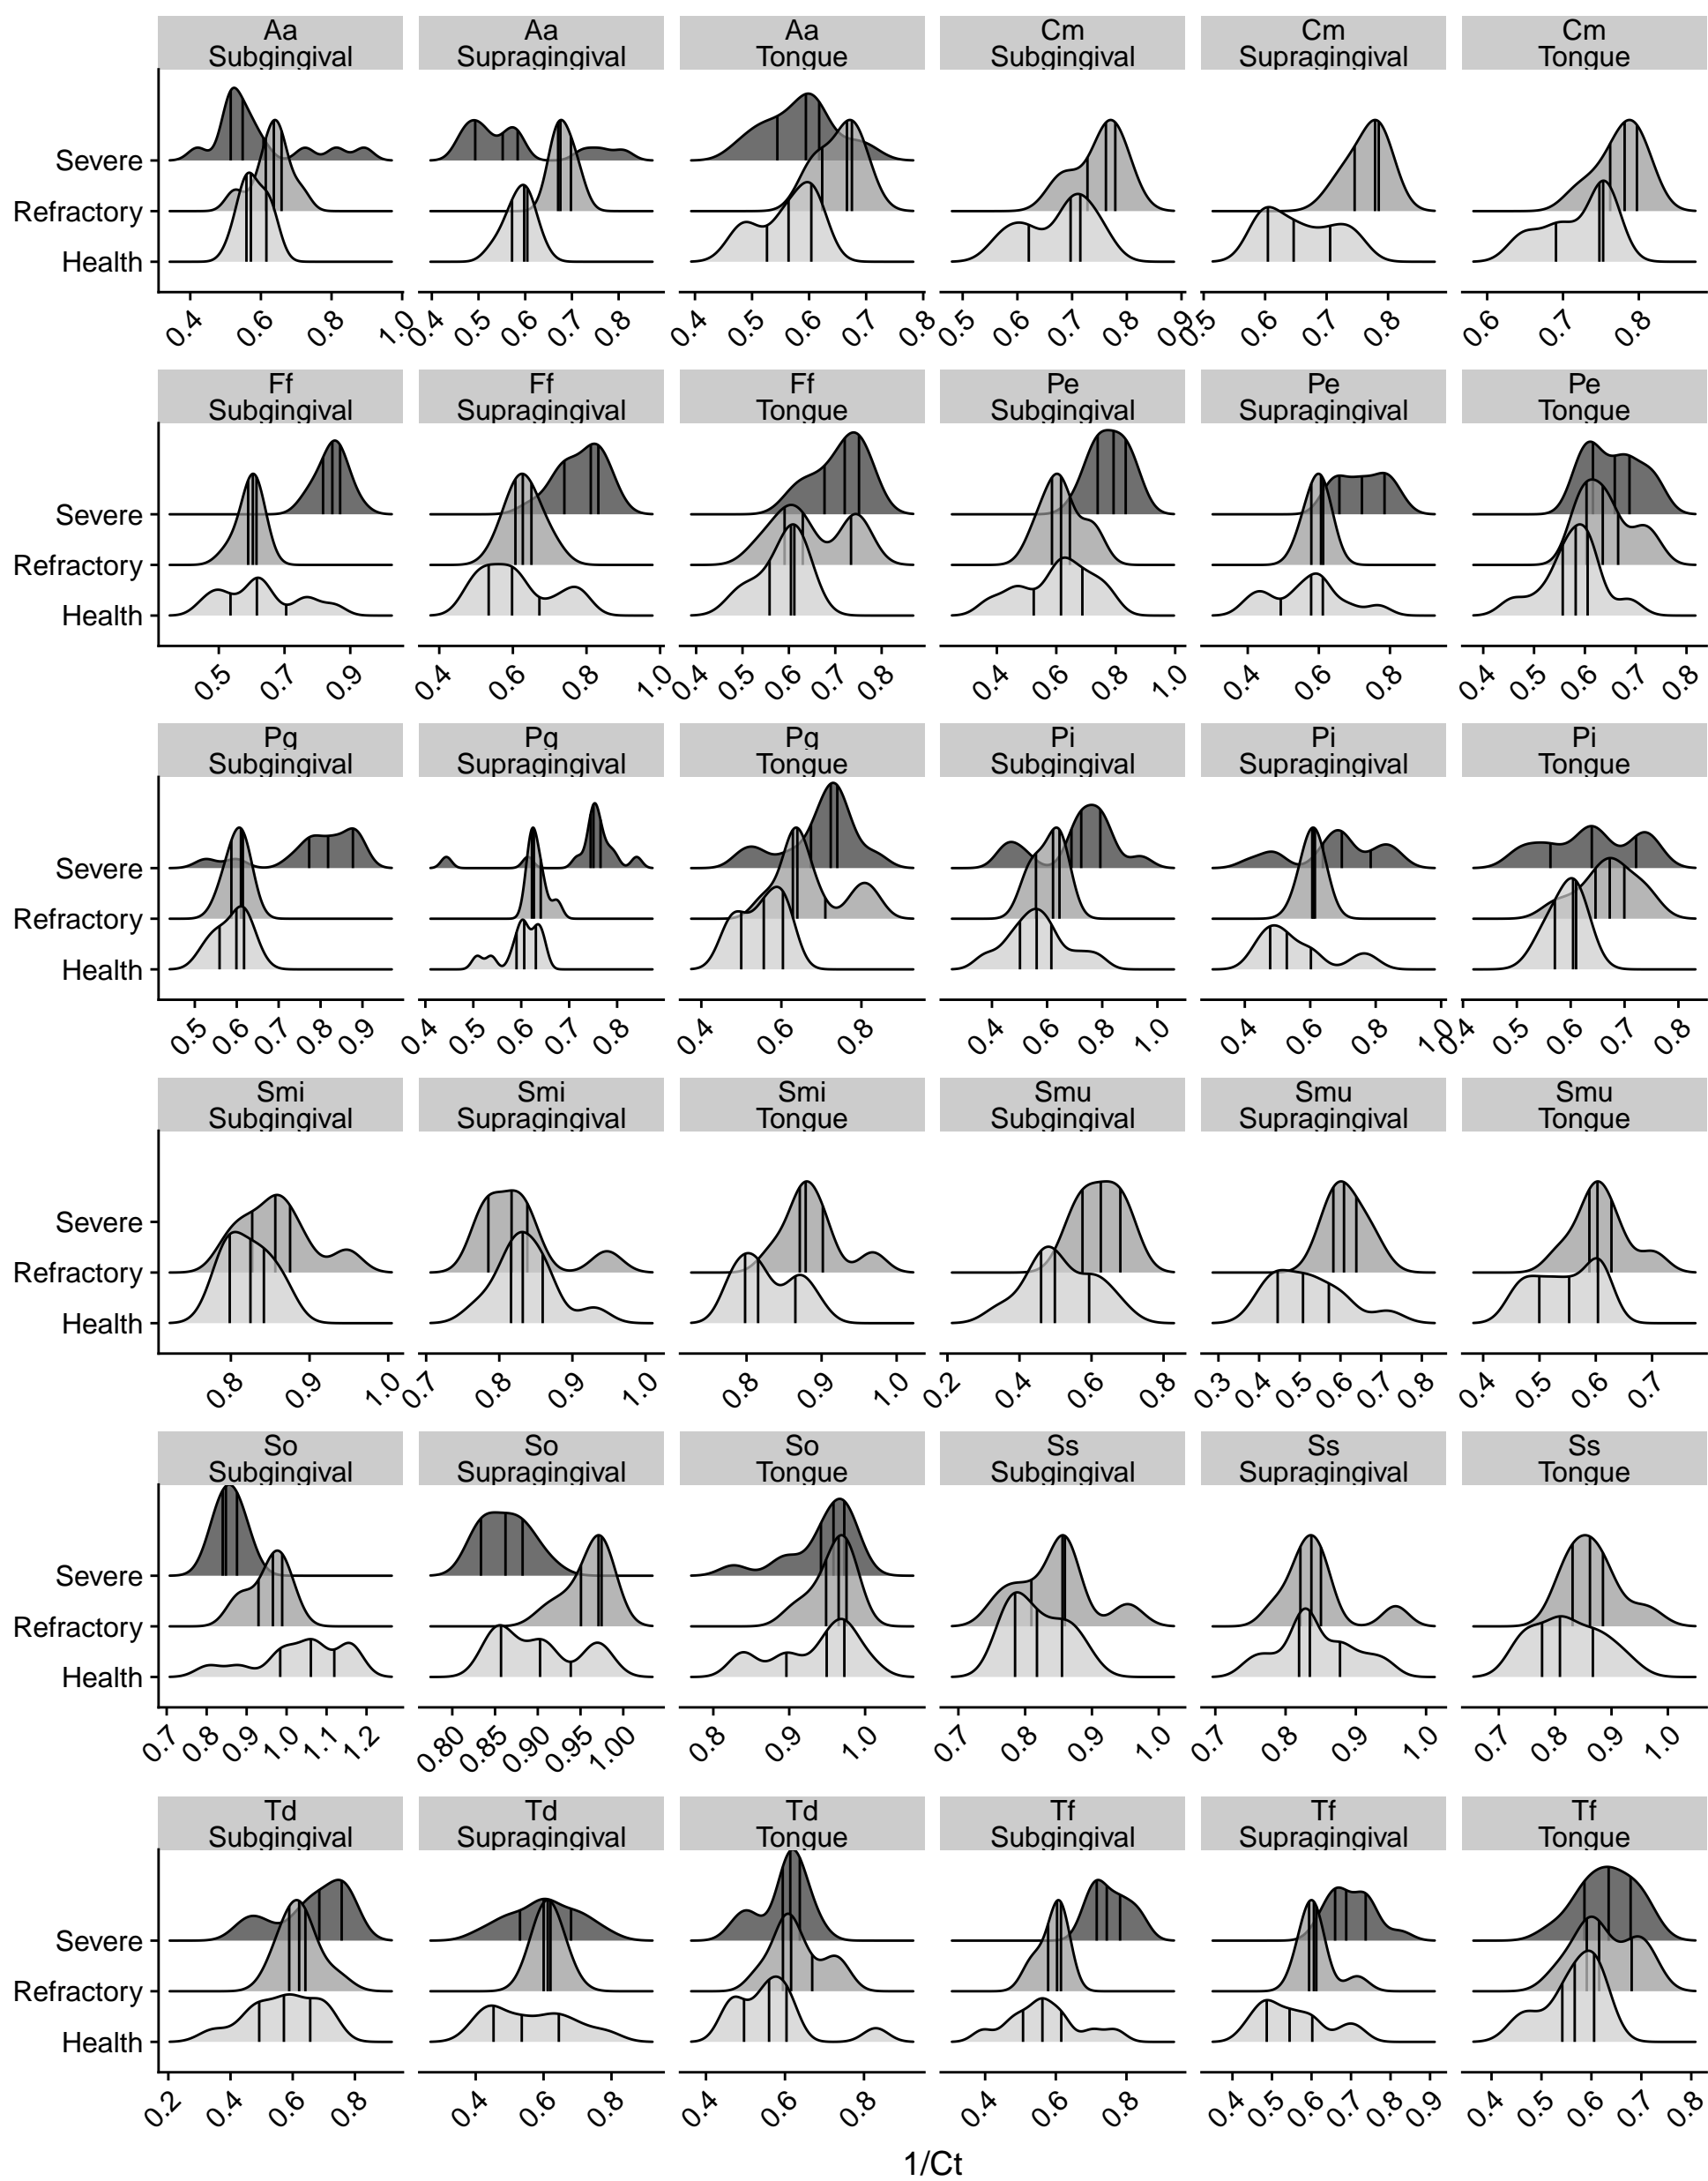 Aa Aa Aa Cm Cm Cm
Subgingival Supragingival Tongue Subgingival Supragingival Tongue
Severe
Refractory
Health
0.4 0.6 0.8 1.0 0.4 0.5 0.6 0.7 0.8 0.4 0.5 0.6 0.7 0.8 0.5 0.6 0.7 0.8 0.9 0.5 0.6 0.7 0.8 0.6 0.7 0.8
Ff Ff Ff Pe Pe Pe
Subgingival Supragingival Tongue Subgingival Supragingival Tongue
Severe
Refractory
Health
0.5 0.7 0.9 0.4 0.6 0.8 1.0 0.4 0.5 0.6 0.7 0.8 0.4 0.6 0.8 1.0 0.4 0.6 0.8 0.4 0.5 0.6 0.7 0.8
Pg Pg Pg Pi Pi Pi
Subgingival Supragingival Tongue Subgingival Supragingival Tongue
Severe
Refractory
Health
0.5 0.6 0.7 0.8 0.9 0.4 0.5 0.6 0.7 0.8 0.4 0.6 0.8 0.4 0.6 0.8 1.0 0.4 0.6 0.8 1.0 0.4 0.5 0.6 0.7 0.8
Smi Smi Smi Smu Smu Smu
Subgingival Supragingival Tongue Subgingival Supragingival Tongue
Severe
Refractory
Health
0.8 0.9 1.0 0.7 0.8 0.9 1.0 0.8 0.9 1.0 0.2 0.4 0.6 0.8 0.3 0.4 0.5 0.6 0.7 0.8 0.4 0.5 0.6 0.7
So So So Ss Ss Ss
Subgingival Supragingival Tongue Subgingival Supragingival Tongue
Severe
Refractory
Health
0.7 0.8 0.9 1.0 1.1 1.2 0.80 0.85 0.90 0.95 1.00 0.8 0.9 1.0 0.7 0.8 0.9 1.0 0.7 0.8 0.9 1.0 0.7 0.8 0.9 1.0
Td Td Td Tf Tf Tf
Subgingival Supragingival Tongue Subgingival Supragingival Tongue
Severe
Refractory
Health
0.2 0.4 0.6 0.8 0.4 0.6 0.8 0.4 0.6 0.8 0.4 0.6 0.8 0.4 0.5 0.6 0.7 0.8 0.9 0.4 0.5 0.6 0.7 0.8
1/Ct